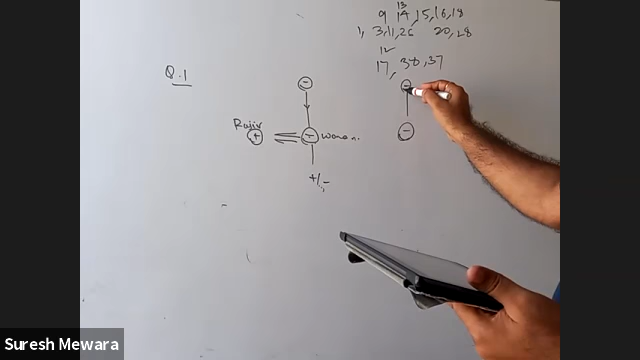 13
9 14, 15, 16, 18
1, 3, 11, 26 20, 28
12
17, 30, 37
Q.1
-
-
Rajiv
+
-
-
+/-
Suresh Mewara